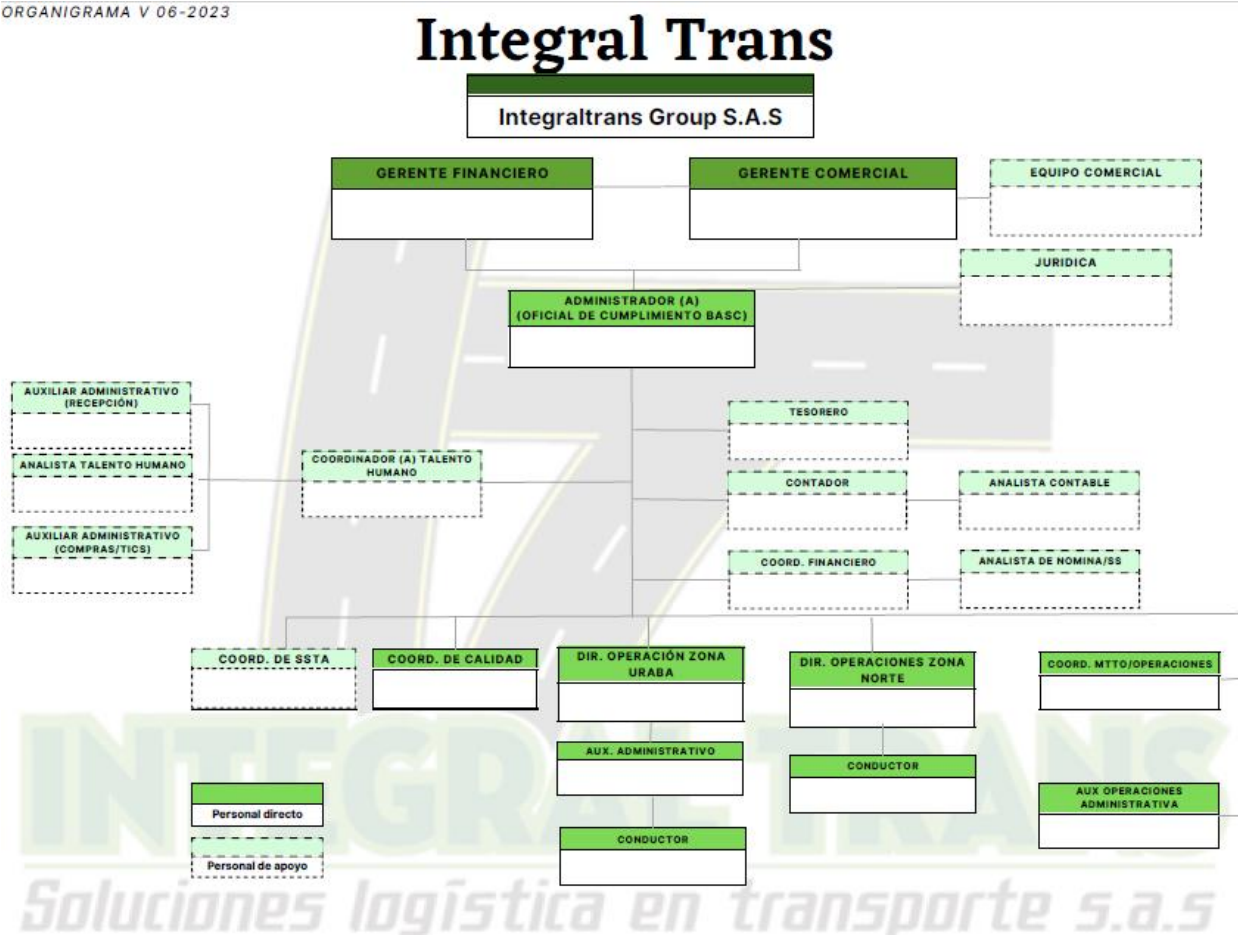 ORGANIGRAMA V 06-2023
Integral Trans
Integraltrans Group S.A.S
GERENTE FINANCIERO
GERENTE COMERCIAL
EQUIPO COMERCIAL
JURIDICA
ADMINISTRADOR (A)
(OFICIAL DE CUMPLIMIENTO BASC)
AUXILIAR ADMINISTRATIVO
(RECEPCIÓN)
ANALISTA TALENTO HUMANO
AUXILIAR ADMINISTRATIVO
(COMPRAS/TICS)
COORDINADOR (A) TALENTO
HUMANO
TESORERO
CONTADOR
ANALISTA CONTABLE
COORD. FINANCIERO
ANALISTA DE NOMINA/SS
COORD. DE SSTA
COORD. DE CALIDAD
DIR. OPERACIÓN ZONA
URABA
DIR. OPERACIONES ZONA
NORTE
COORD. MTTO/OPERACIONES
AUX. ADMINISTRATIVO
CONDUCTOR
AUX OPERACIONES
ADMINISTRATIVA
CONDUCTOR
Personal directo
Personal de apoyo
INTEGRAL TRANS
Soluciones logística en transporte s.a.s